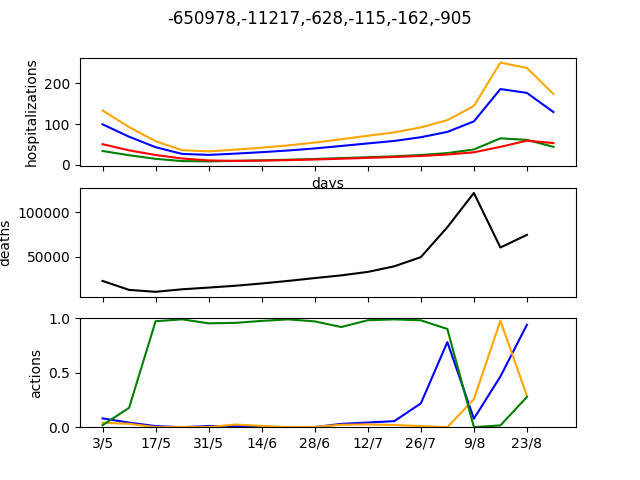 -650978,-11217,-628,-115,-162,-905
hospitalizations
200
100
0
days
deaths
100000
50000
actions
1.0
0.5
0.0
3/5 17/5 31/5 14/6 28/6 12/7 26/7 9/8 23/8